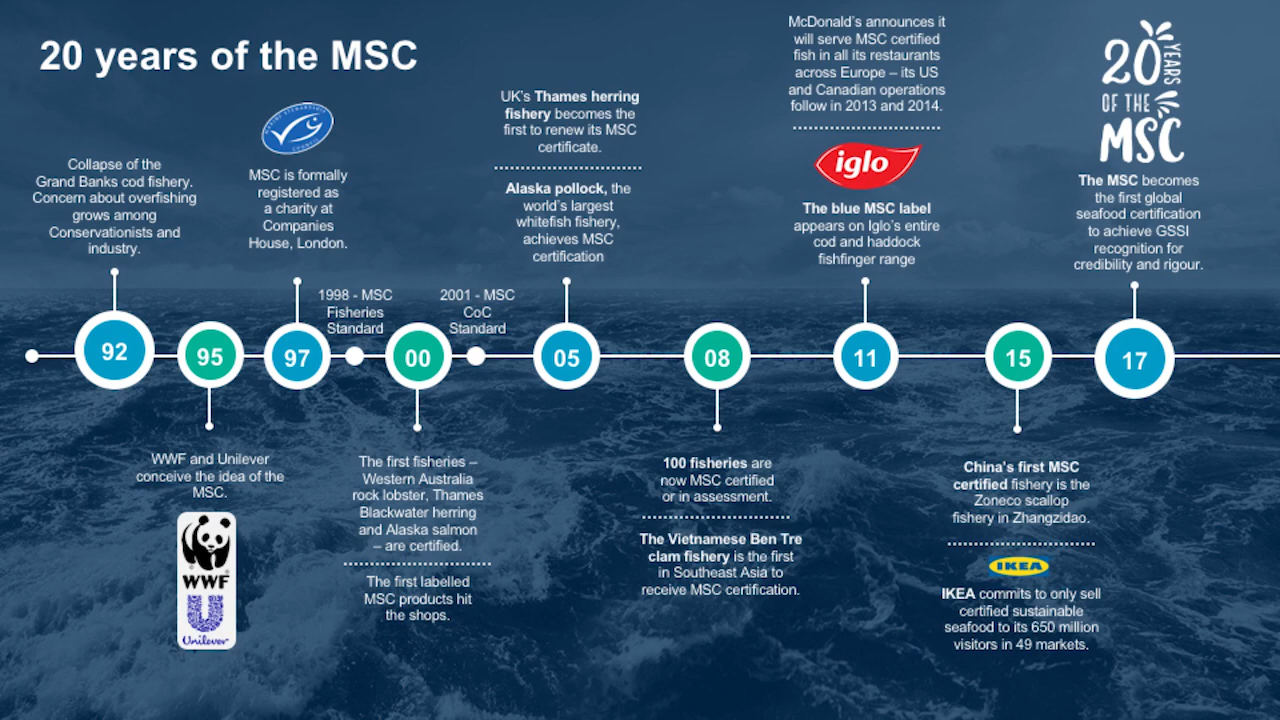 20 years of the MSC
Collapse of the
Grand Banks cod fishery.
Concern about overfishing
grows among
Conservationists and
industry.
92
95
WWF and Unilever
conceive the idea of the
MSC.
WWF
Unilever
MARINE STEWARDSHIP
COUNCIL
MSC is formally
registered as
a charity at
Companies
House, London.
97
1998 - MSC
Fisheries
Standard
00
The first fisheries –
Western Australia
rock lobster, Thames
Blackwater herring
and Alaska salmon
– are certified.
The first labelled
MSC products hit
the shops.
2001 - MSC
CoC
Standard
UK's Thames herring
fishery becomes the
first to renew its MSC
certificate.
Alaska pollock, the
world's largest
whitefish fishery,
achieves MSC
certification
05
08
100 fisheries are
now MSC certified
or in assessment.
The Vietnamese Ben Tre
clam fishery is the first
in Southeast Asia to
receive MSC certification.
McDonald's announces it
will serve MSC certified
fish in all its restaurants
across Europe – its US
and Canadian operations
follow in 2013 and 2014.
iglo
The blue MSC label
appears on Iglo's entire
cod and haddock
fishfinger range
11
15
China's first MSC
certified fishery is the
Zoneco scallop
fishery in Zhangzidao.
IKEA
IKEA commits to only sell
certified sustainable
seafood to its 650 million
visitors in 49 markets.
20 YEARS
OF THE
MSC
The MSC becomes
the first global
seafood certification
to achieve GSSI
recognition for
credibility and rigour.
17